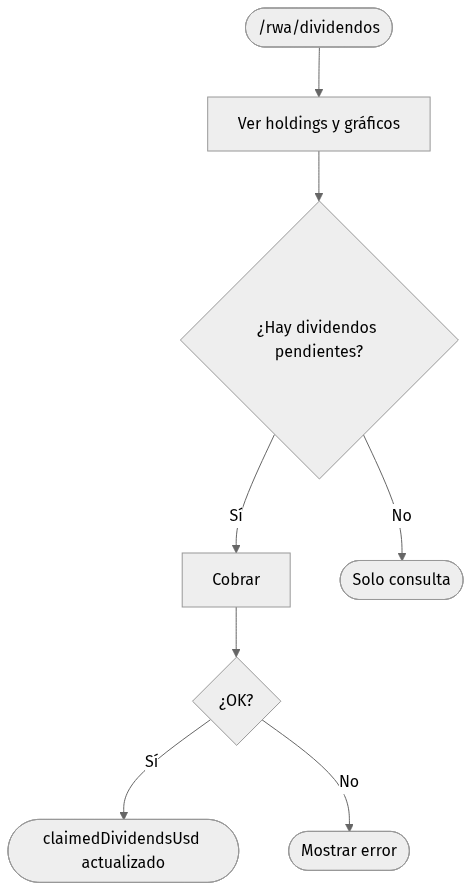 /rwa/dividendos
Ver holdings y gráficos
¿Hay dividendos
pendientes?
Sí
No
Cobrar
Solo consulta
¿OK?
Sí
No
claimedDividendsUsd
actualizado
Mostrar error